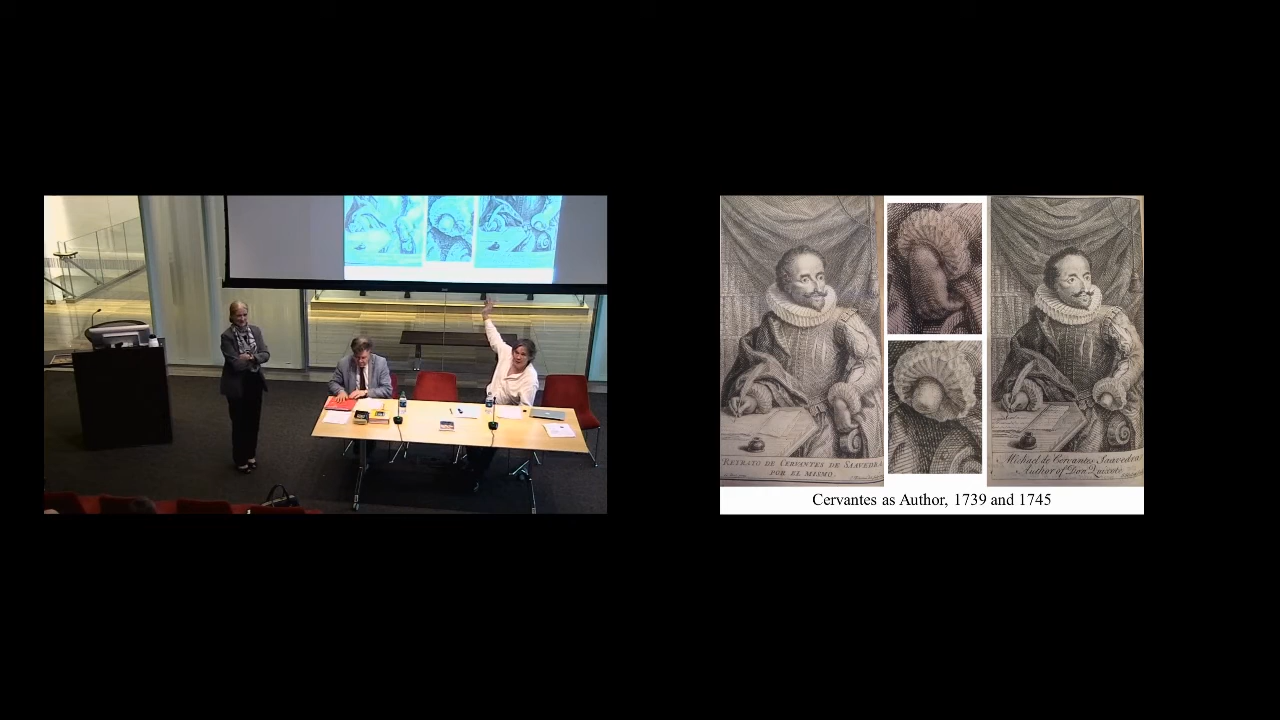 RETRATO DE CERVANTES DE SAAVEDRA
POR EL MISMO.
Michael de Cervantes Saavedra
Author of Don Quixote
Cervantes as Author, 1739 and 1745